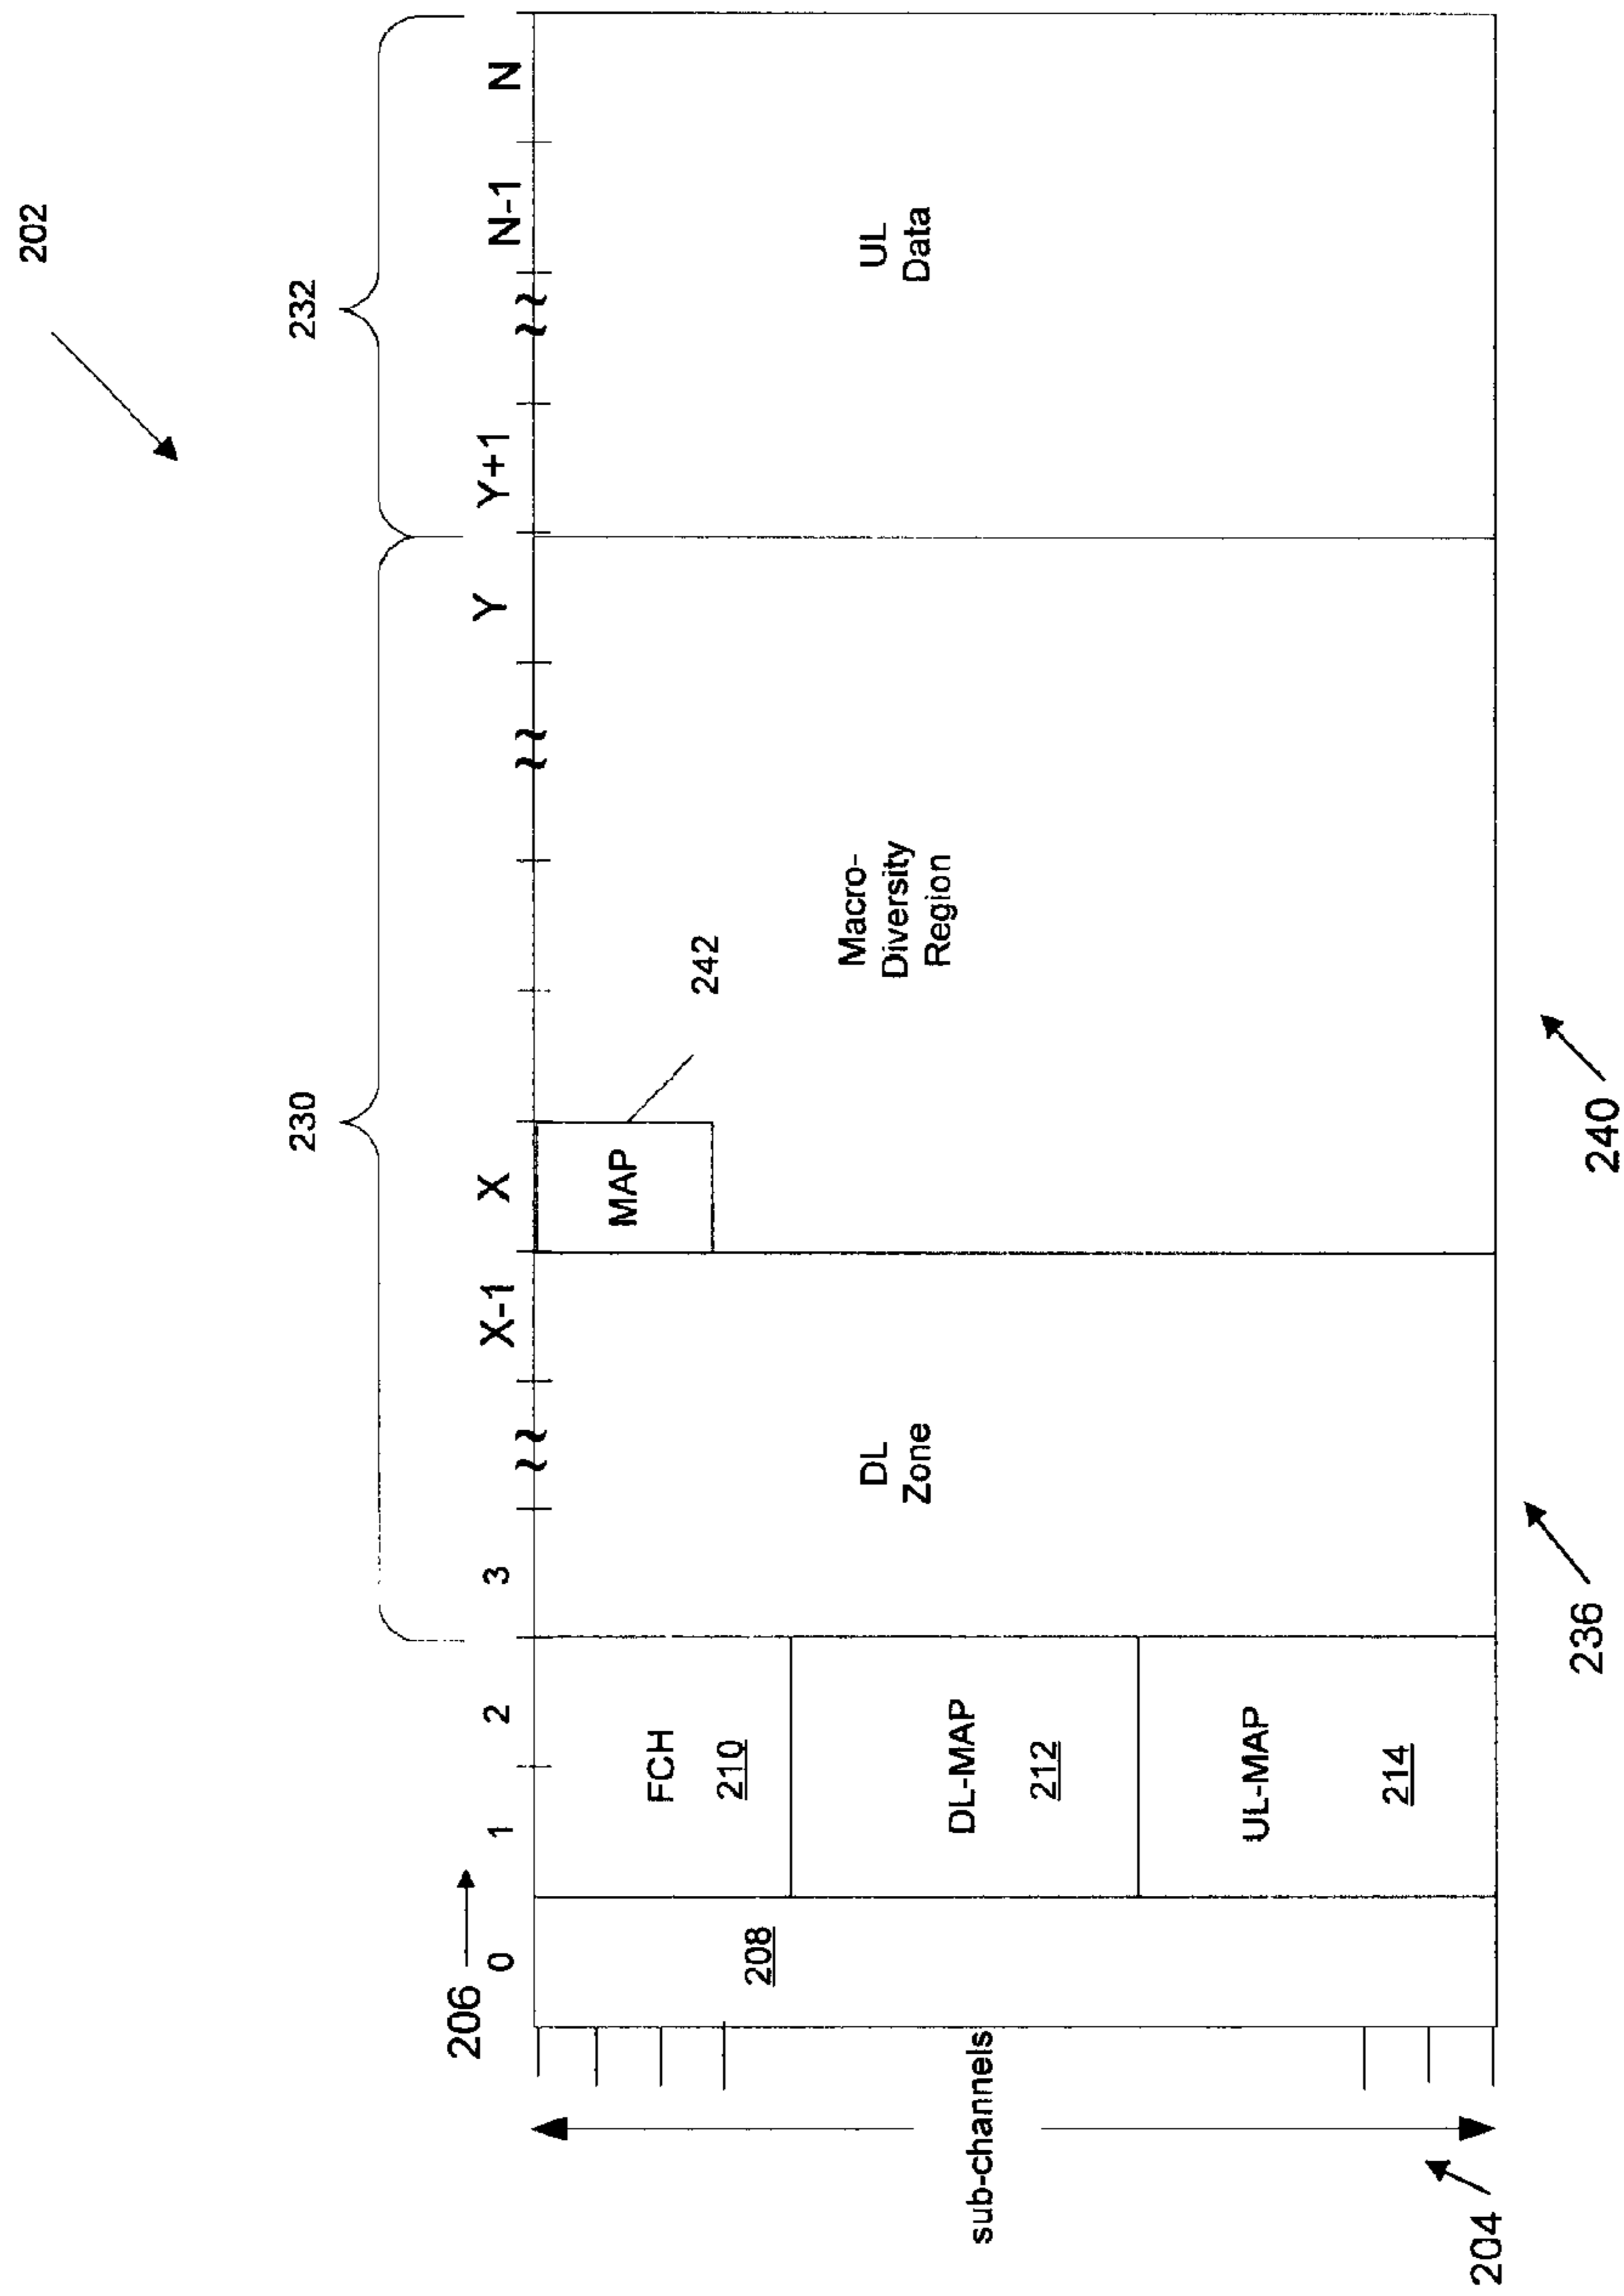 202
230
232
206
0
1
2
3
X-1
X
Y
Y+1
N-1
N
sub-channels
204
208
FCH
210
DL-MAP
212
UL-MAP
214
DL
Zone
236
MAP
242
Macro-
Diversity
Region
240
UL
Data